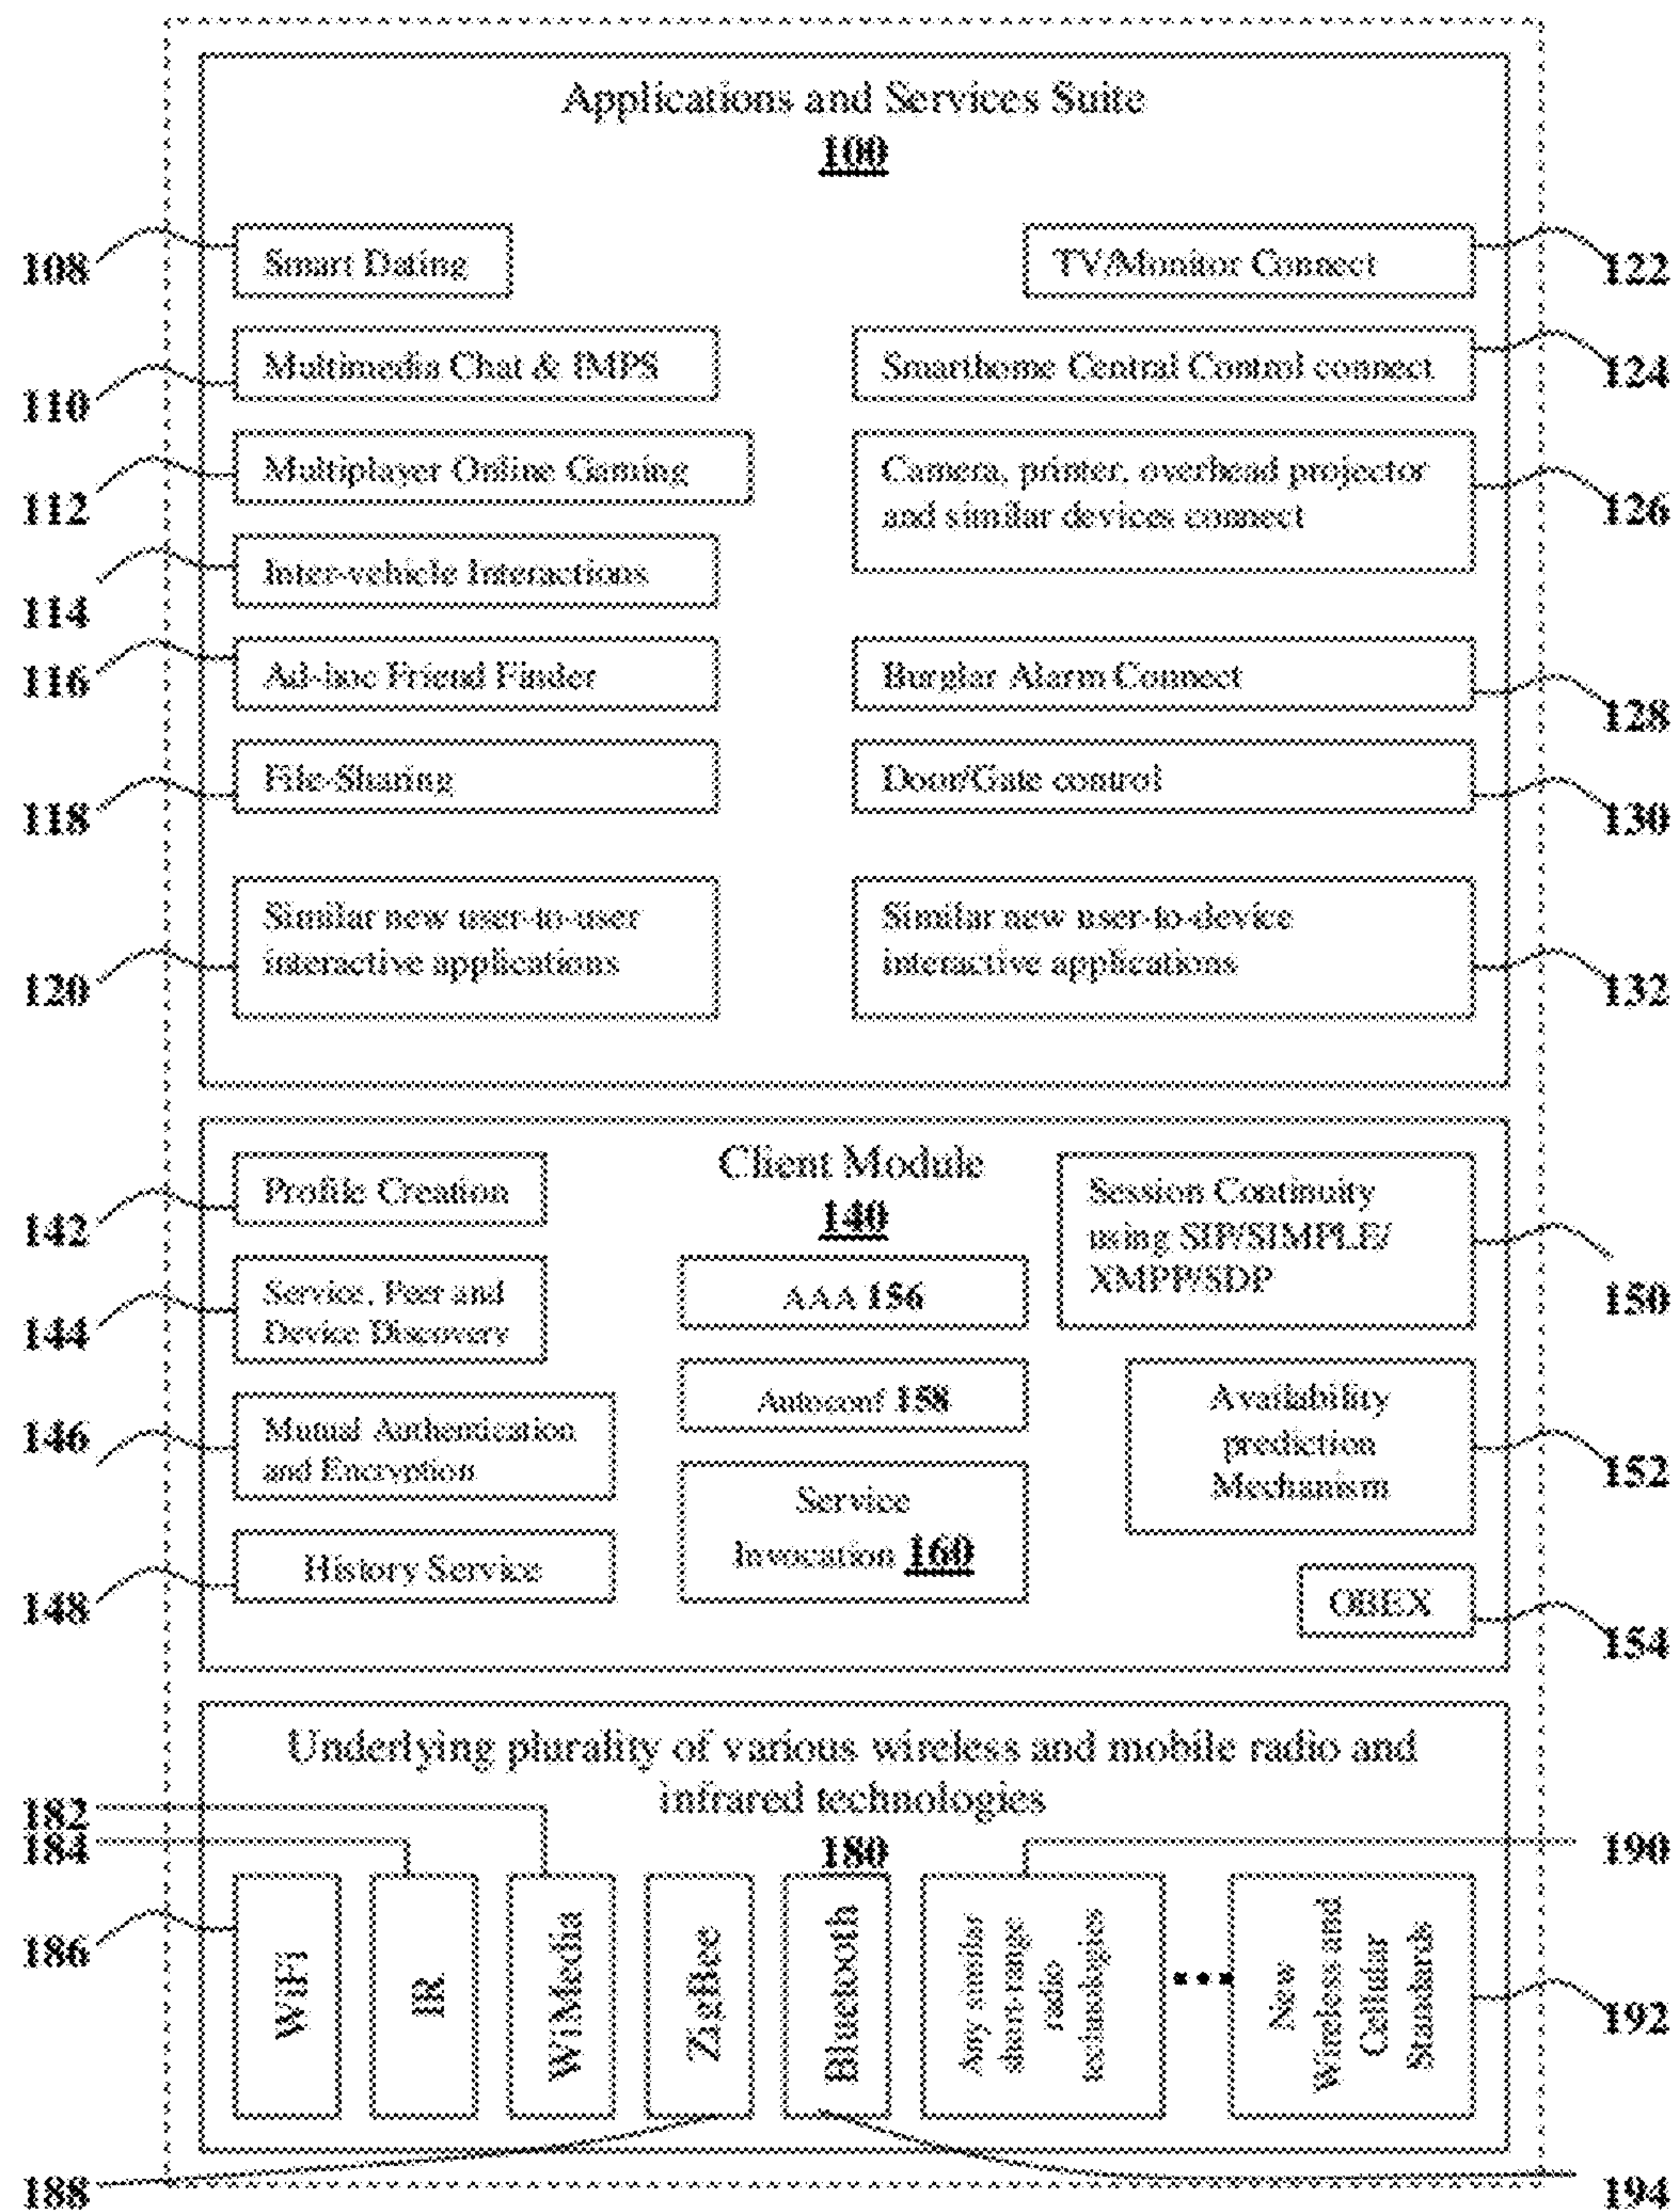 Applications and Services Suite
100
108
Smart Dating
TV/Monitor Connect
122
110
Multimedia Chat & IMPS
Smarthome Central Control connect
124
112
Multiplayer Online Gaming
Camera, printer, overhead projector
and similar devices connect
126
114
Inter-vehicle Interactions
116
Ad-hoc Friend Finder
Burglar Alarm Connect
128
118
File-Sharing
Door/Gate control
130
120
Similar new user-to-user
interactive applications
Similar new user-to-device
interactive applications
132
Client Module
140
142
Profile Creation
144
Service, Peer and
Device Discovery
146
Mutual Authentication
and Encryption
148
History Service
AAA 156
Autoconf 158
Service
Invocation 160
Session Continuity
using SIP/SIMPLE/
XMPP/SDP
150
Availability
prediction
Mechanism
152
OBEX
154
Underlying plurality of various wireless and mobile radio and
infrared technologies
180
182
184
186
188
190
192
194
WiFi
IR
WiMedia
ZigBee
Bluetooth
Any similar
short-range
radio
technologies
...
New
Wireless and
Cellular
Standards